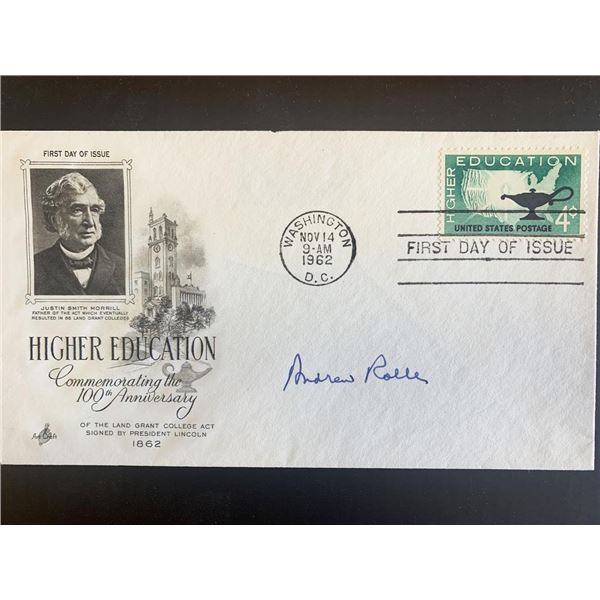 FIRST DAY OF ISSUE
JUSTIN SMITH MORRILL
FATHER OF THE ACT WHICH EVENTUALLY
RESULTED IN 68 LAND GRANT COLLEGES
HIGHER EDUCATION
Commemorating the
100th Anniversary
OF THE LAND GRANT COLLEGE ACT
SIGNED BY PRESIDENT LINCOLN
1862
Art Craft
WASHINGTON
NOV 14
9-AM
1962
D.C.
HIGHER EDUCATION
4¢
UNITED STATES POSTAGE
FIRST DAY OF ISSUE
Andrew Rolle